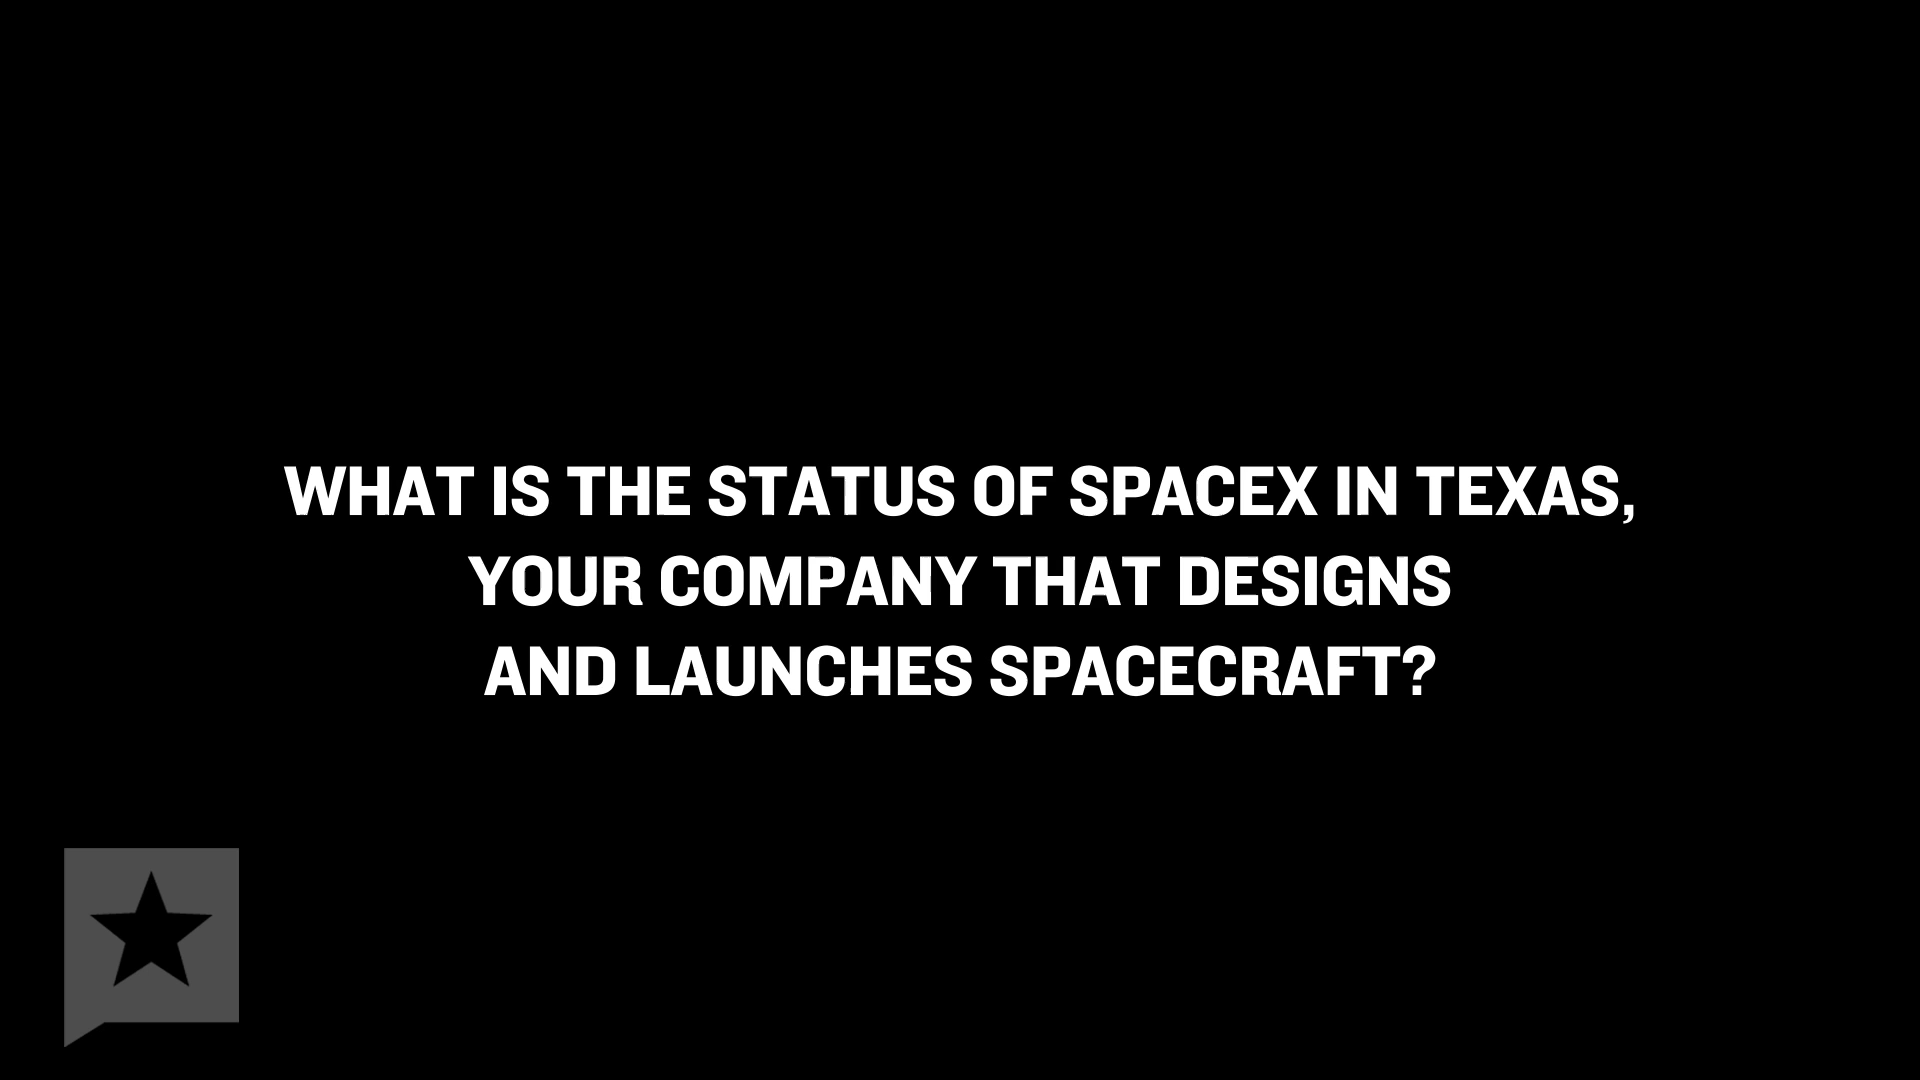 WHAT IS THE STATUS OF SPACEX IN TEXAS,
YOUR COMPANY THAT DESIGNS
AND LAUNCHES SPACECRAFT?